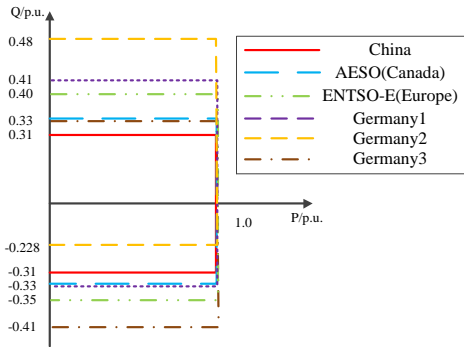 Q/p.u.
0.48
0.41
0.40
0.33
0.31
-0.228
-0.31
-0.33
-0.35
-0.41
1.0
P/p.u.
China
AESO(Canada)
ENTSO-E(Europe)
Germany1
Germany2
Germany3